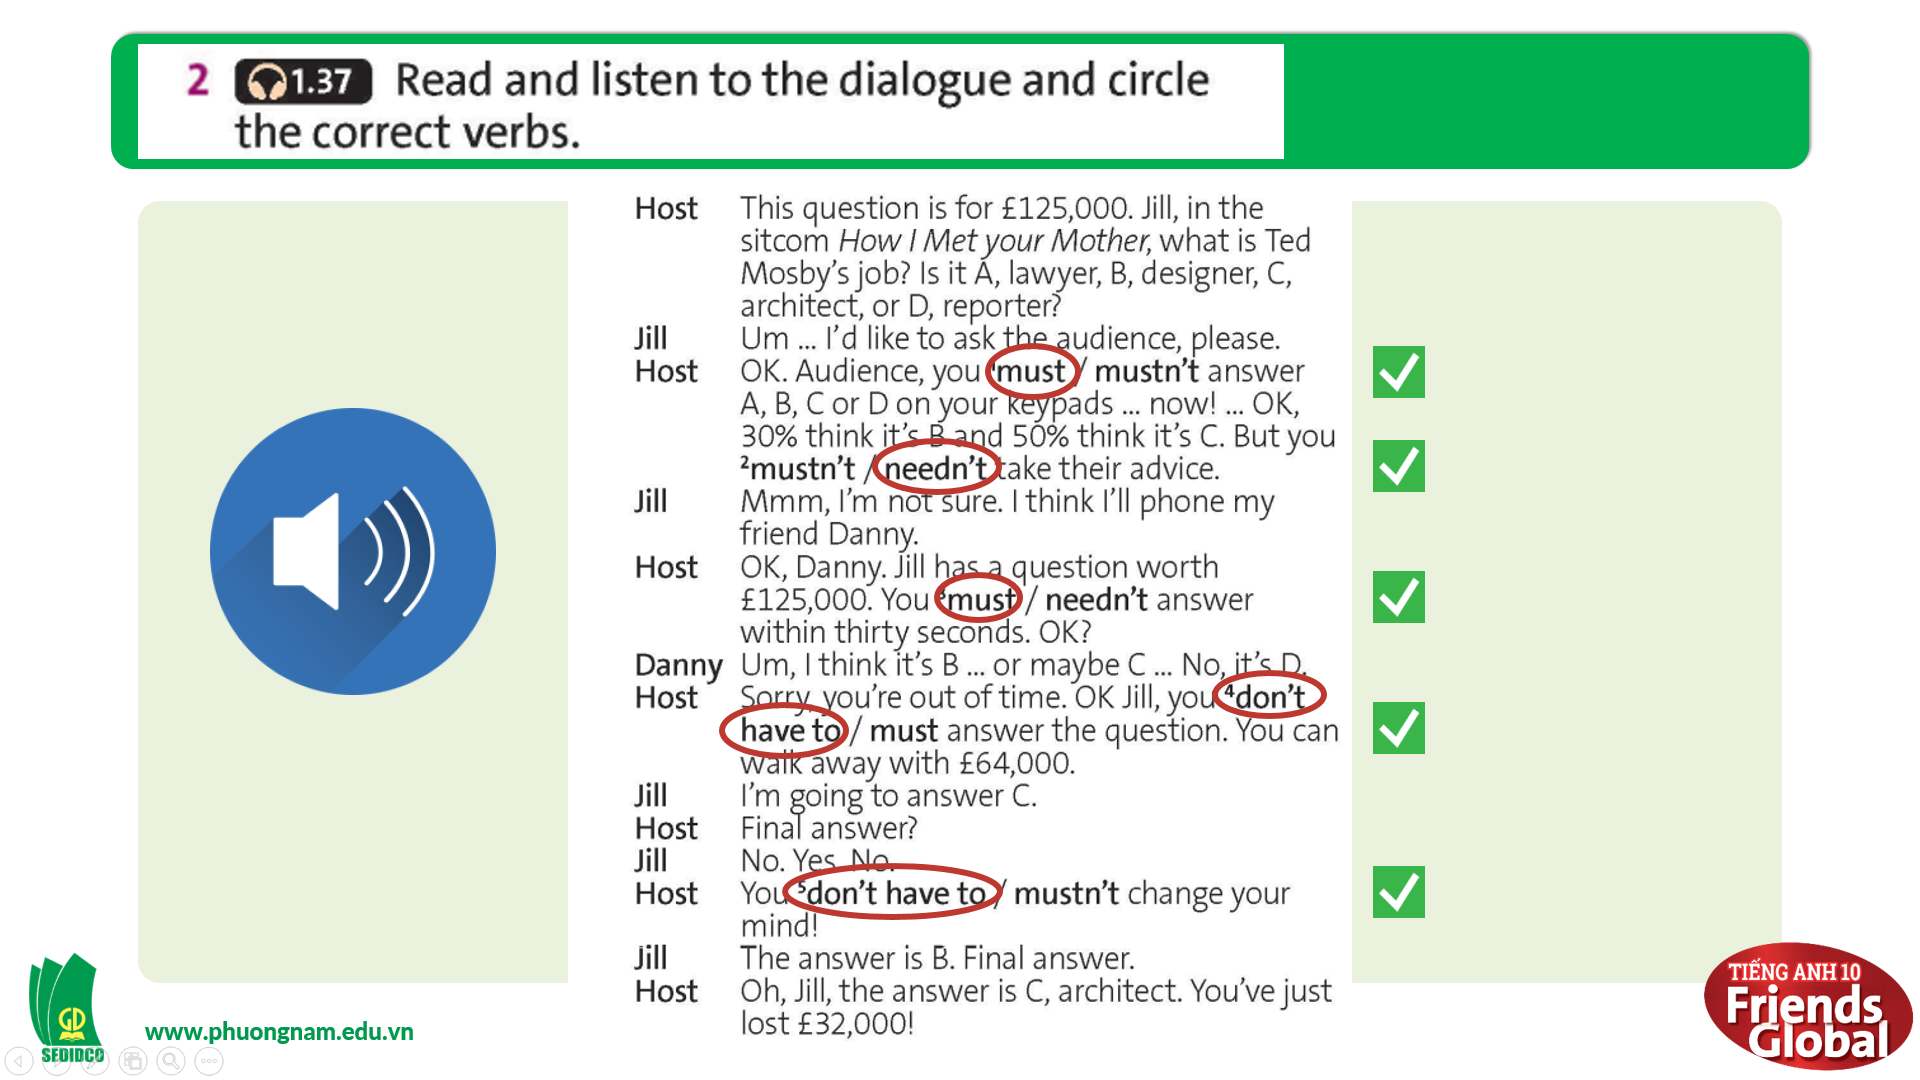 2 1.37 Read and listen to the dialogue and circle
the correct verbs.
Host This question is for £125,000. Jill, in the
sitcom How I Met your Mother, what is Ted
Mosby's job? Is it A, lawyer, B, designer, C,
architect, or D, reporter?
Jill Um ... I'd like to ask the audience, please.
Host OK. Audience, you ¹must / mustn't answer
A, B, C or D on your keypads ... now! ... OK,
30% think it's B and 50% think it's C. But you
²mustn't / needn't take their advice.
Jill Mmm, I'm not sure. I think I'll phone my
friend Danny.
Host OK, Danny. Jill has a question worth
£125,000. You ³must / needn't answer
within thirty seconds. OK?
Danny Um, I think it's B ... or maybe C ... No, it's D.
Host Sorry, you're out of time. OK Jill, you ⁴don't
have to / must answer the question. You can
walk away with £64,000.
Jill I'm going to answer C.
Host Final answer?
Jill No. Yes. No.
Host You ⁵don't have to / mustn't change your
mind!
Jill The answer is B. Final answer.
Host Oh, Jill, the answer is C, architect. You've just
lost £32,000!
GD
SEDIDCO
www.phuongnam.edu.vn
TIẾNG ANH 10
Friends
Global